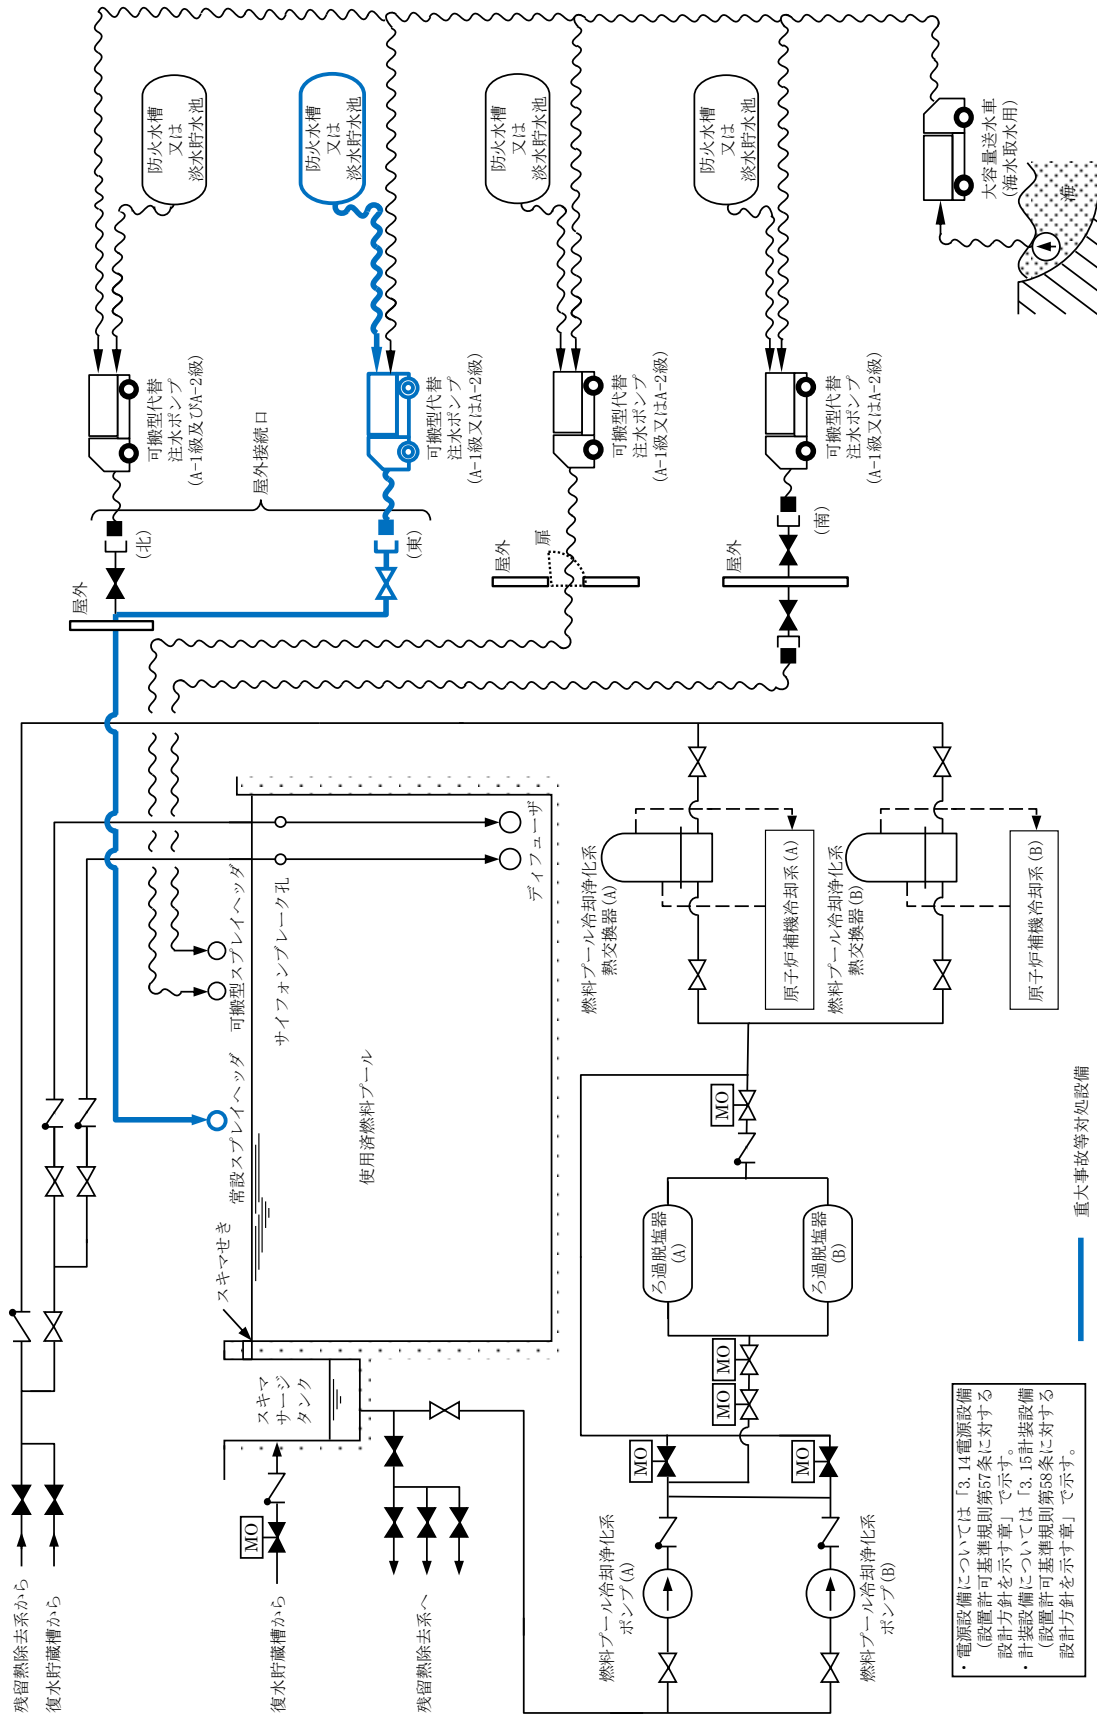 残留熱除去系から
復水貯蔵槽から
復水貯蔵槽から
残留熱除去系へ
MO
スキマ
サージ
タンク
スキマせき
常設スプレイヘッダ
可搬型スプレイヘッダ
サイフォンブレーク孔
使用済燃料プール
ディフューザ
屋外
(北)
(東)
屋外接続口
可搬型代替
注水ポンプ
(A-1級及びA-2級)
可搬型代替
注水ポンプ
(A-1級又はA-2級)
可搬型代替
注水ポンプ
(A-1級又はA-2級)
可搬型代替
注水ポンプ
(A-1級又はA-2級)
防火水槽
又は
淡水貯水池
防火水槽
又は
淡水貯水池
防火水槽
又は
淡水貯水池
防火水槽
又は
淡水貯水池
屋外
扉
屋外
(南)
大容量送水車
(海水取水用)
海
燃料プール冷却浄化系
ポンプ(A)
燃料プール冷却浄化系
ポンプ(B)
MO
MO
MO
MO
ろ過脱塩器
(A)
ろ過脱塩器
(B)
MO
燃料プール冷却浄化系
熱交換器(A)
原子炉補機冷却系(A)
燃料プール冷却浄化系
熱交換器(B)
原子炉補機冷却系(B)
・電源設備については「3.14電源設備
(設置許可基準規則第57条に対する
設計方針を示す章」で示す。
・計装設備については「3.15計装設備
(設置許可基準規則第58条に対する
設計方針を示す章」で示す。
重大事故等対処設備